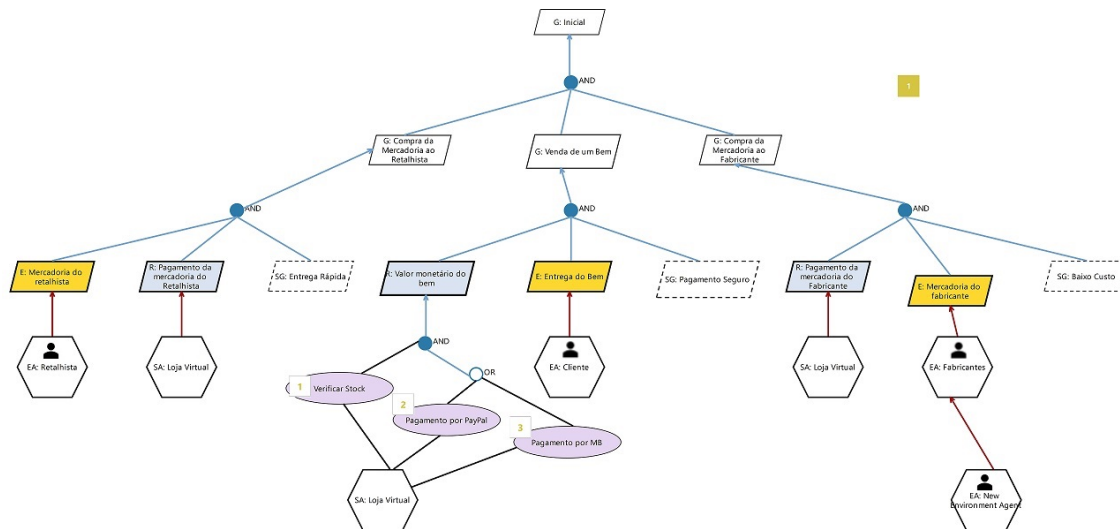 G: Inicial
AND
1
G: Compra da
Mercadoria ao
Retalhista
G: Venda de um Bem
G: Compra da
Mercadoria ao
Fabricante
AND
AND
AND
E: Mercadoria do
retalhista
R: Pagamento da
mercadoria do
Retalhista
SG: Entrega Rápida
R: Valor monetário do
bem
E: Entrega do Bem
SG: Pagamento Seguro
R: Pagamento da
mercadoria do
Fabricante
E: Mercadoria do
fabricante
SG: Baixo Custo
AND
EA: Retalhista
SA: Loja Virtual
OR
EA: Cliente
SA: Loja Virtual
EA: Fabricantes
1
Verificar Stock
2
Pagamento por PayPal
3
Pagamento por MB
SA: Loja Virtual
EA: New
Environment Agent